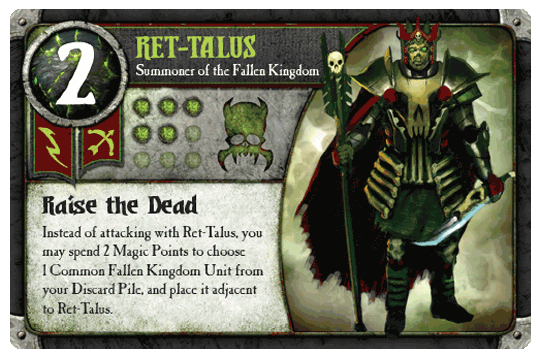 2
RET-TALUS
Summoner of the Fallen Kingdom
Raise the Dead
Instead of attacking with Ret-Talus, you
may spend 2 Magic Points to choose
1 Common Fallen Kingdom Unit from
your Discard Pile, and place it adjacent
to Ret-Talus.